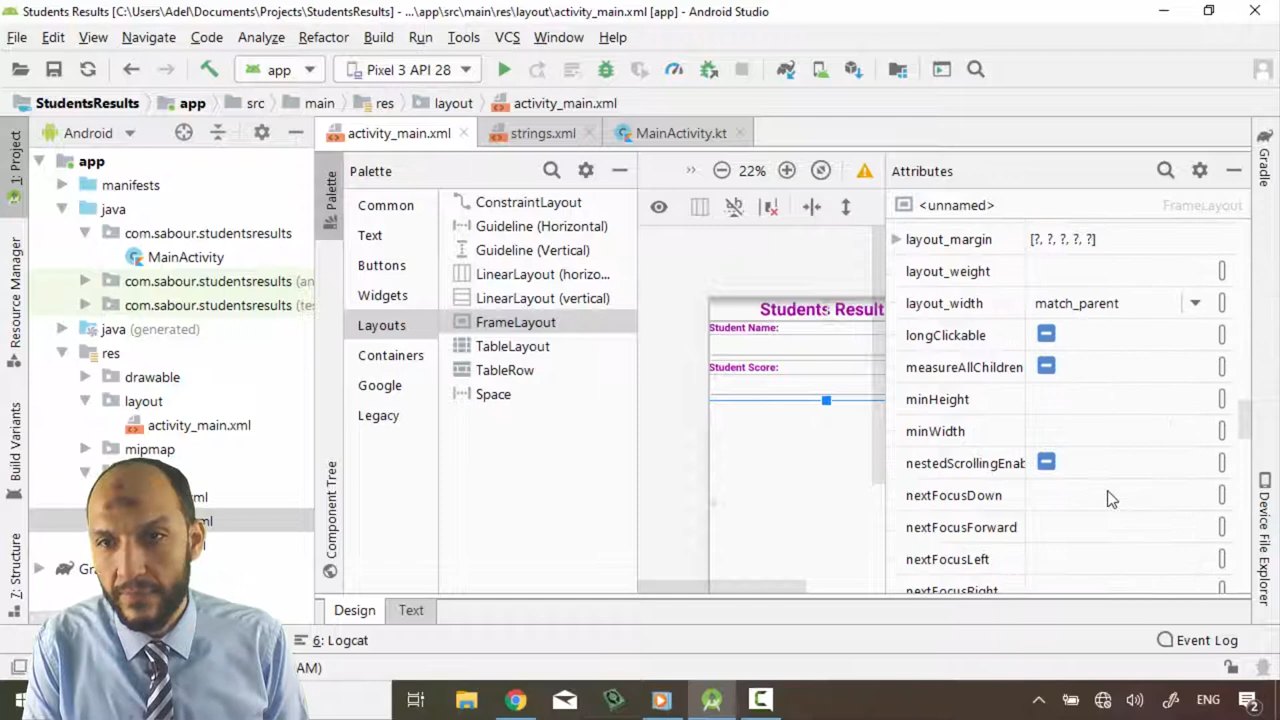 Students Results [C:\Users\Adel\Documents\Projects\StudentsResults] - ...\app\src\main\res\layout\activity_main.xml [app] - Android Studio
File Edit View Navigate Code Analyze Refactor Build Run Tools VCS Window Help
app Pixel 3 API 28
StudentsResults app src main res layout activity_main.xml
1: Project
Resource Manager
Build Variants
7: Structure
Android
app
manifests
java
com.sabour.studentsresults
MainActivity
com.sabour.studentsresults (an
com.sabour.studentsresults (te
java (generated)
res
drawable
layout
activity_main.xml
mipmap
ml
ml
Gr
activity_main.xml strings.xml MainActivity.kt
Palette
Component Tree
Palette
Common
Text
Buttons
Widgets
Layouts
Containers
Google
Legacy
ConstraintLayout
Guideline (Horizontal)
Guideline (Vertical)
LinearLayout (horizo...
LinearLayout (vertical)
FrameLayout
TableLayout
TableRow
Space
22%
Students Result
Student Name:
Student Score:
Attributes
<unnamed> FrameLayout
layout_margin [?, ?, ?, ?, ?]
layout_weight
layout_width match_parent
longClickable
measureAllChildren
minHeight
minWidth
nestedScrollingEnab
nextFocusDown
nextFocusForward
nextFocusLeft
nextFocusRight
Gradle
Device File Explorer
Design Text
6: Logcat Event Log
AM)
ENG 2